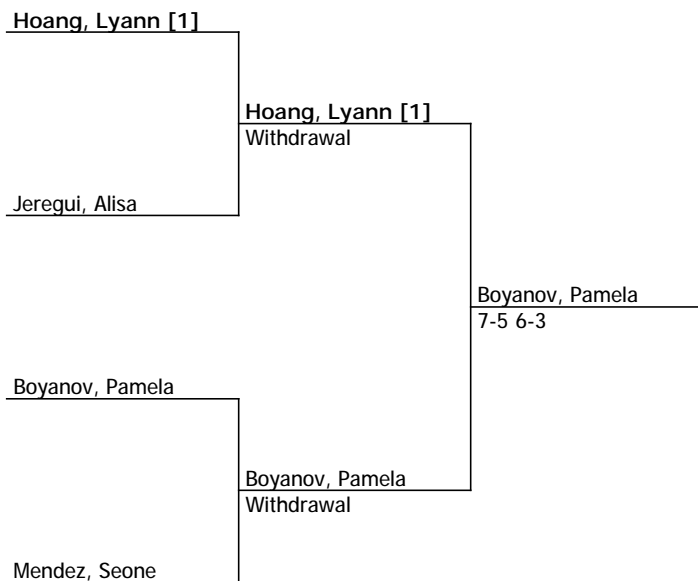 Hoang, Lyann [1]
Hoang, Lyann [1]
Withdrawal
Jeregui, Alisa
Boyanov, Pamela
7-5 6-3
Boyanov, Pamela
Boyanov, Pamela
Withdrawal
Mendez, Seone